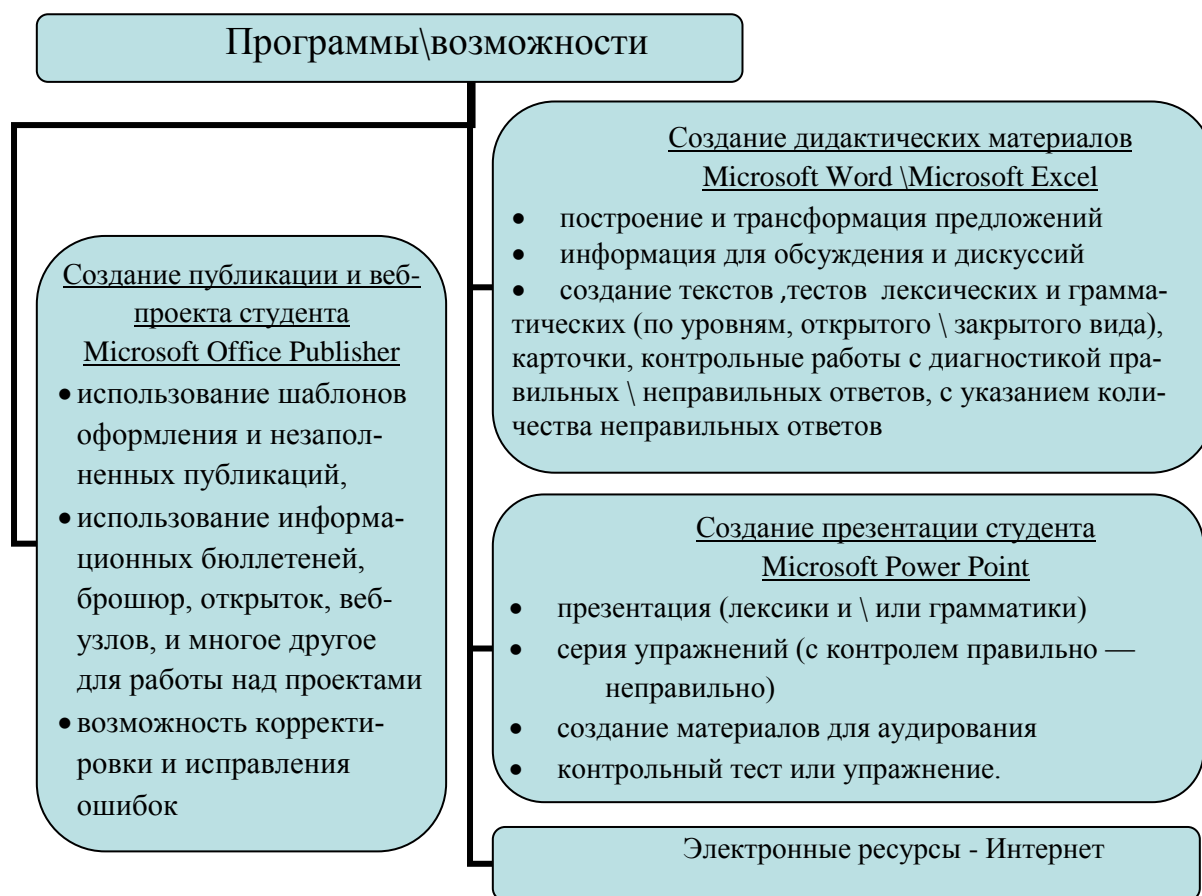 Программы\возможности
Создание дидактических материалов
Microsoft Word \Microsoft Excel
• построение и трансформация предложений
• информация для обсуждения и дискуссий
• создание текстов ,тестов лексических и грамма-
тических (по уровням, открытого \ закрытого вида),
карточки, контрольные работы с диагностикой пра-
вильных \ неправильных ответов, с указанием коли-
чества неправильных ответов
Создание публикации и веб-
проекта студента
Microsoft Office Publisher
• использование шаблонов
оформления и незапол-
ненных публикаций,
• использование информа-
ционных бюллетеней,
брошюр, открыток, веб-
узлов, и многое другое
для работы над проектами
• возможность корректи-
ровки и исправления
ошибок
Создание презентации студента
Microsoft Power Point
• презентация (лексики и \ или грамматики)
• серия упражнений (с контролем правильно —
неправильно)
• создание материалов для аудирования
• контрольный тест или упражнение.
Электронные ресурсы - Интернет